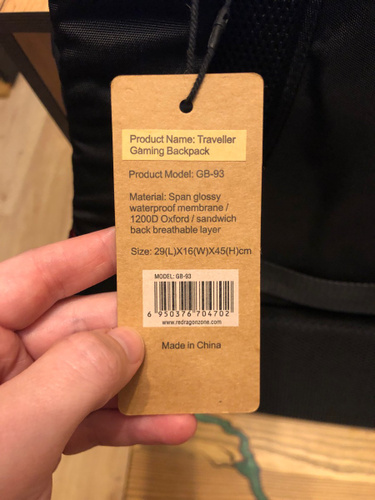 Product Name: Traveller
Gaming Backpack
Product Model: GB-93
Material: Span glossy
waterproof membrane /
1200D Oxford / sandwich
back breathable layer
Size: 29(L)X16(W)X45(H)cm
MODEL: GB-93
6 950376 704702
www.redragonzone.com
Made in China